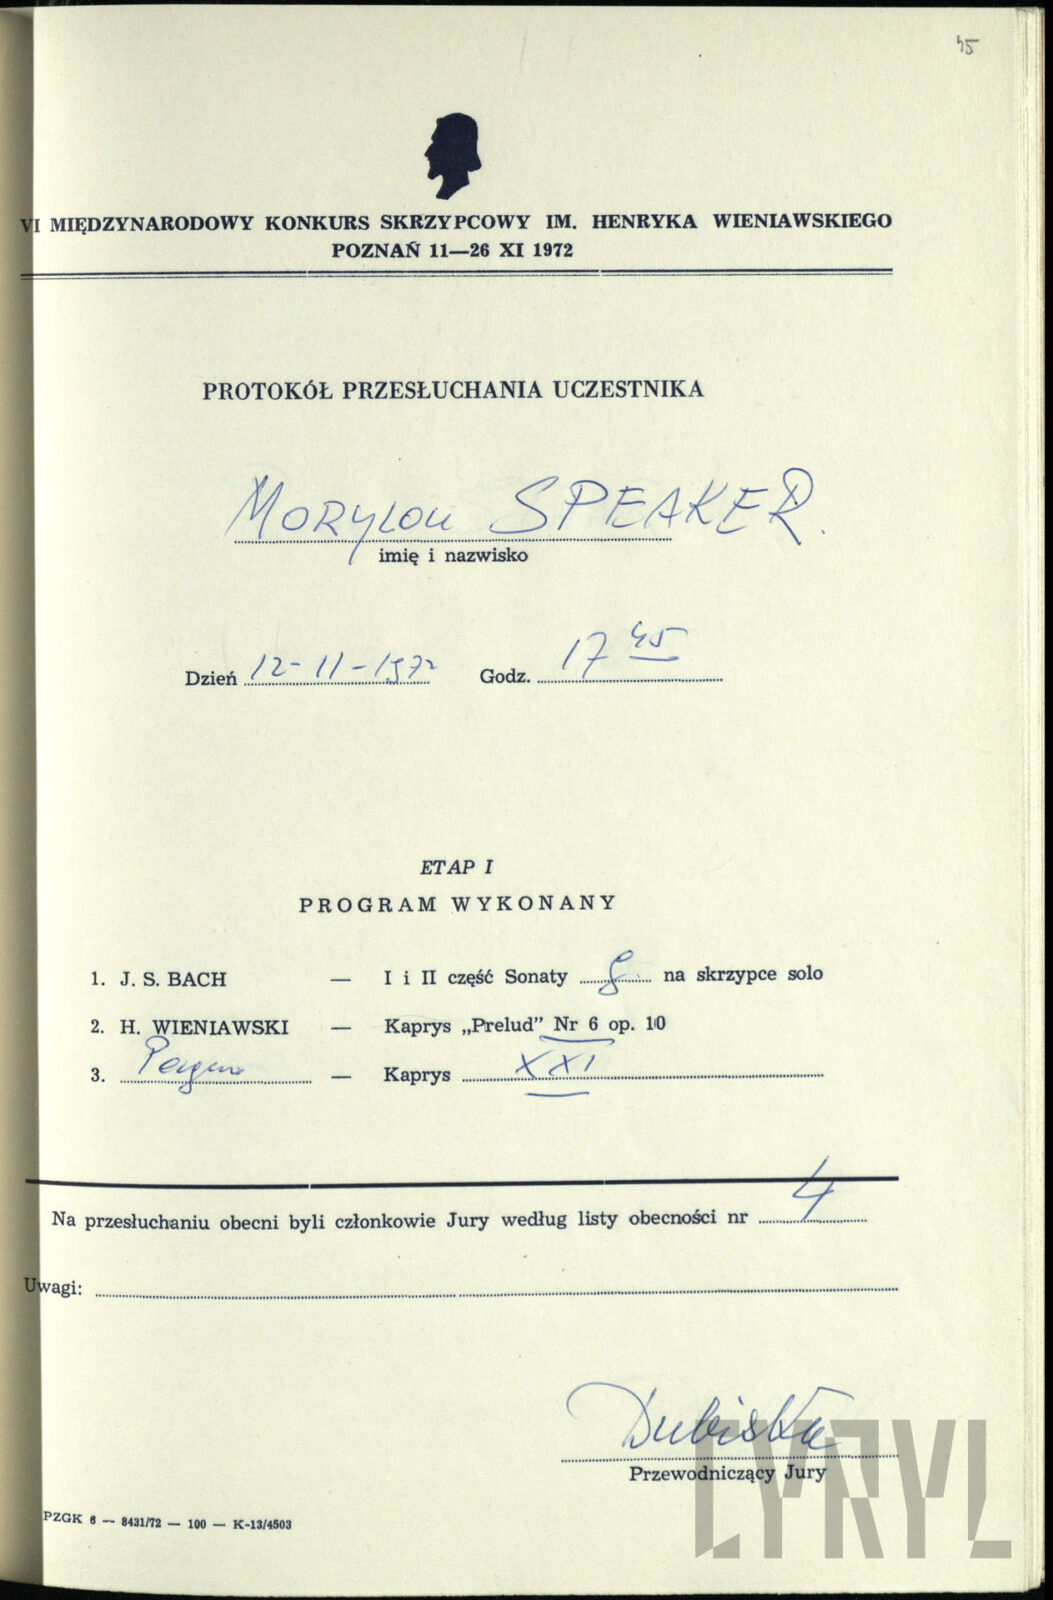 45
VI MIĘDZYNARODOWY KONKURS SKRZYPCOWY IM. HENRYKA WIENIAWSKIEGO
POZNAŃ 11—26 XI 1972
PROTOKÓŁ PRZESŁUCHANIA UCZESTNIKA
MORYLOU SPEAKER.
imię i nazwisko
Dzień 12-11-1972 Godz. 17 45
ETAP I
PROGRAM WYKONANY
1. J. S. BACH — I i II część Sonaty g na skrzypce solo
2. H. WIENIAWSKI — Kaprys „Prelud” Nr 6 op. 10
3. — Kaprys XXI
Na przesłuchaniu obecni byli członkowie Jury według listy obecności nr 4
Uwagi:
Dubiska
Przewodniczący Jury
PZGK 6 — 8431/72 — 100 — K-13/4503
CYRYL